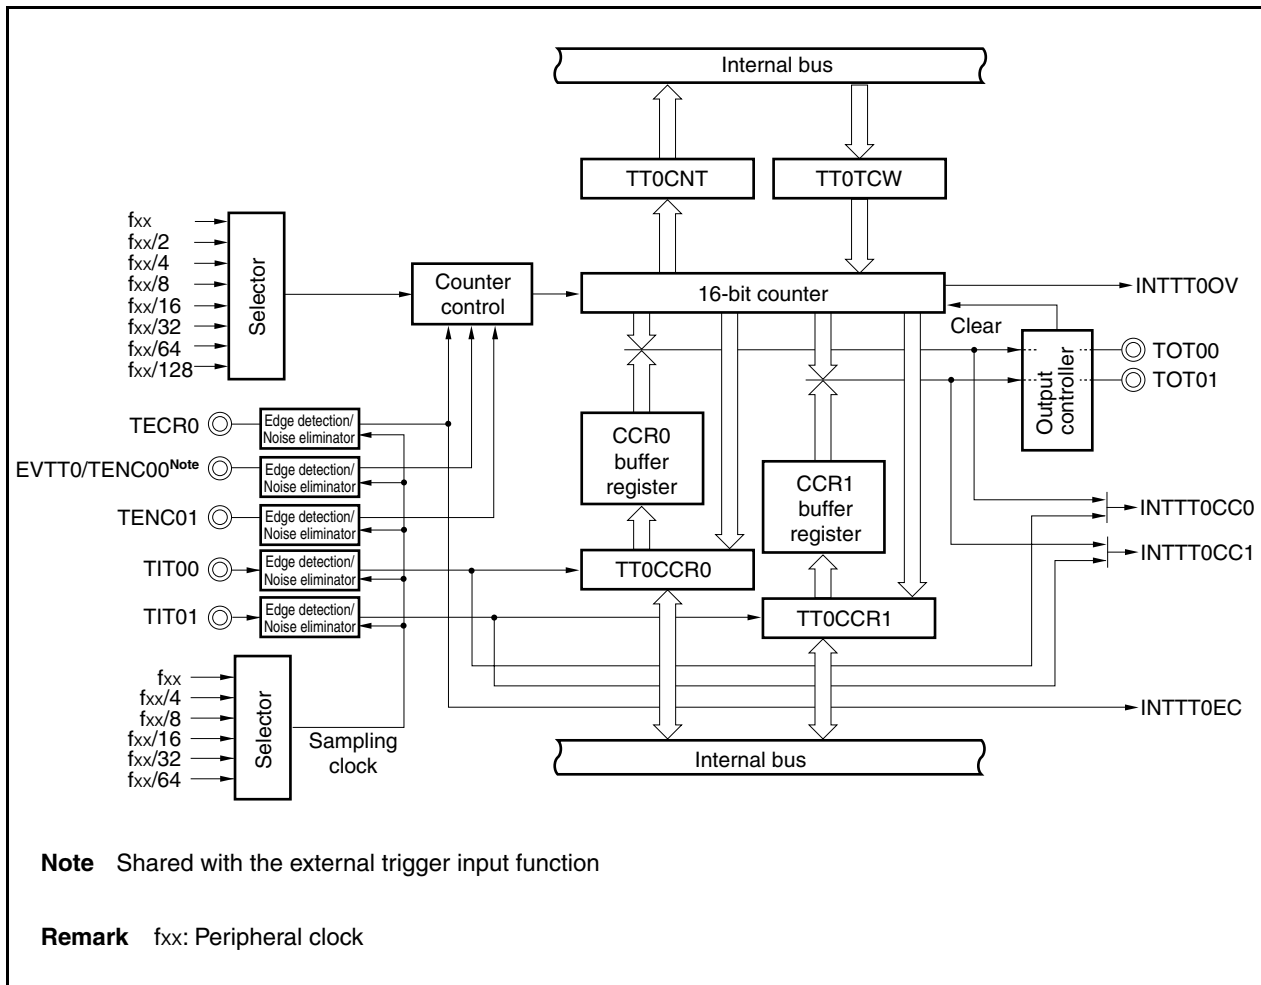 Internal bus
TT0CNT
TT0TCW
fxx
fxx/2
fxx/4
fxx/8
fxx/16
fxx/32
fxx/64
fxx/128
Selector
Counter
control
16-bit counter
INTTT0OV
Clear
TOT00
TOT01
Output
controller
TECR0
Edge detection/
Noise eliminator
EVTT0/TENC00Note
Edge detection/
Noise eliminator
TENC01
Edge detection/
Noise eliminator
TIT00
Edge detection/
Noise eliminator
TIT01
Edge detection/
Noise eliminator
CCR0
buffer
register
CCR1
buffer
register
TT0CCR0
TT0CCR1
INTTT0CC0
INTTT0CC1
INTTT0EC
fxx
fxx/4
fxx/8
fxx/16
fxx/32
fxx/64
Selector
Sampling
clock
Internal bus
Note Shared with the external trigger input function
Remark fxx: Peripheral clock